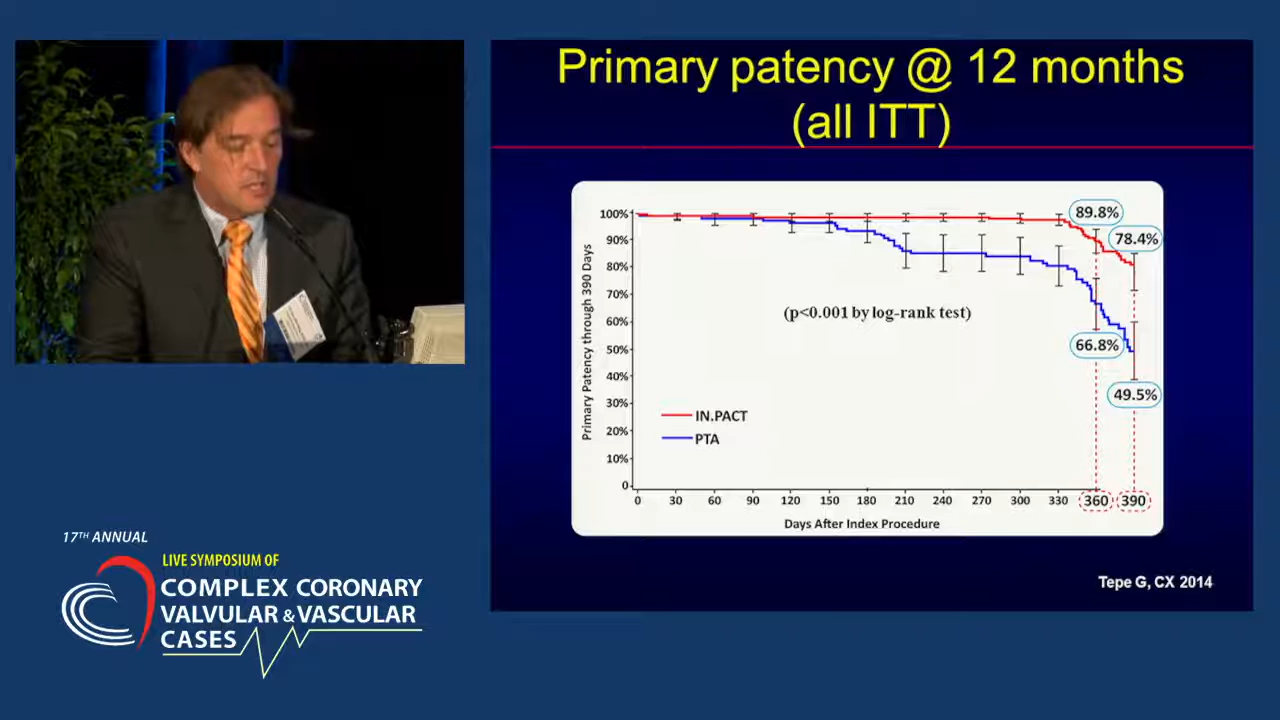 Primary patency @ 12 months
(all ITT)
Primary Patency through 390 Days
100%
90%
80%
70%
60%
50%
40%
30%
20%
10%
0
89.8%
78.4%
(p<0.001 by log-rank test)
66.8%
49.5%
IN.PACT
PTA
0 30 60 90 120 150 180 210 240 270 300 330 360 390
Days After Index Procedure
Tepe G, CX 2014
17TH ANNUAL
LIVE SYMPOSIUM OF
COMPLEX CORONARY
VALVULAR & VASCULAR
CASES